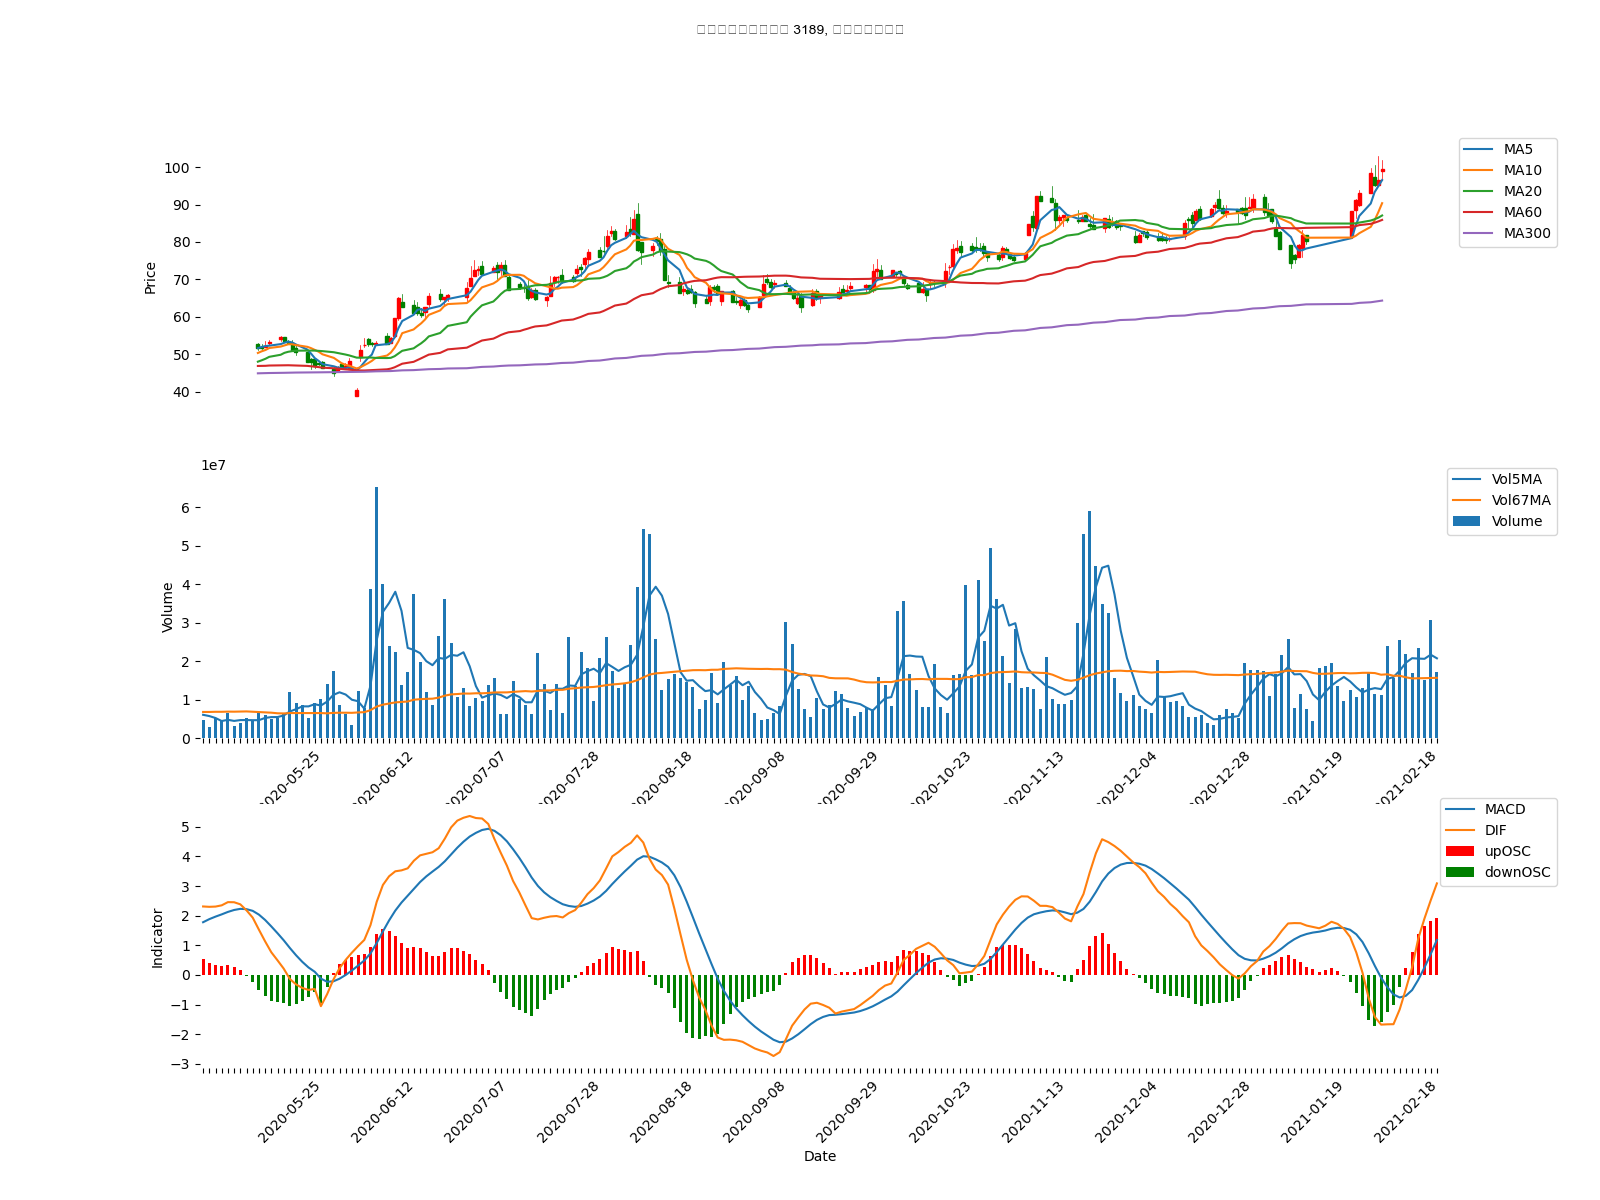 3189,
100
90
80
70
60
50
40
Price
MA5
MA10
MA20
MA60
MA300
1e7
6
5
4
3
2
1
0
Volume
Vol5MA
Vol67MA
Volume
2020-05-25
2020-06-12
2020-07-07
2020-07-28
2020-08-18
2020-09-08
2020-09-29
2020-10-23
2020-11-13
2020-12-04
2020-12-28
2021-01-19
2021-02-18
5
4
3
2
1
0
−1
−2
−3
Indicator
MACD
DIF
upOSC
downOSC
2020-05-25
2020-06-12
2020-07-07
2020-07-28
2020-08-18
2020-09-08
2020-09-29
2020-10-23
2020-11-13
2020-12-04
2020-12-28
2021-01-19
2021-02-18
Date